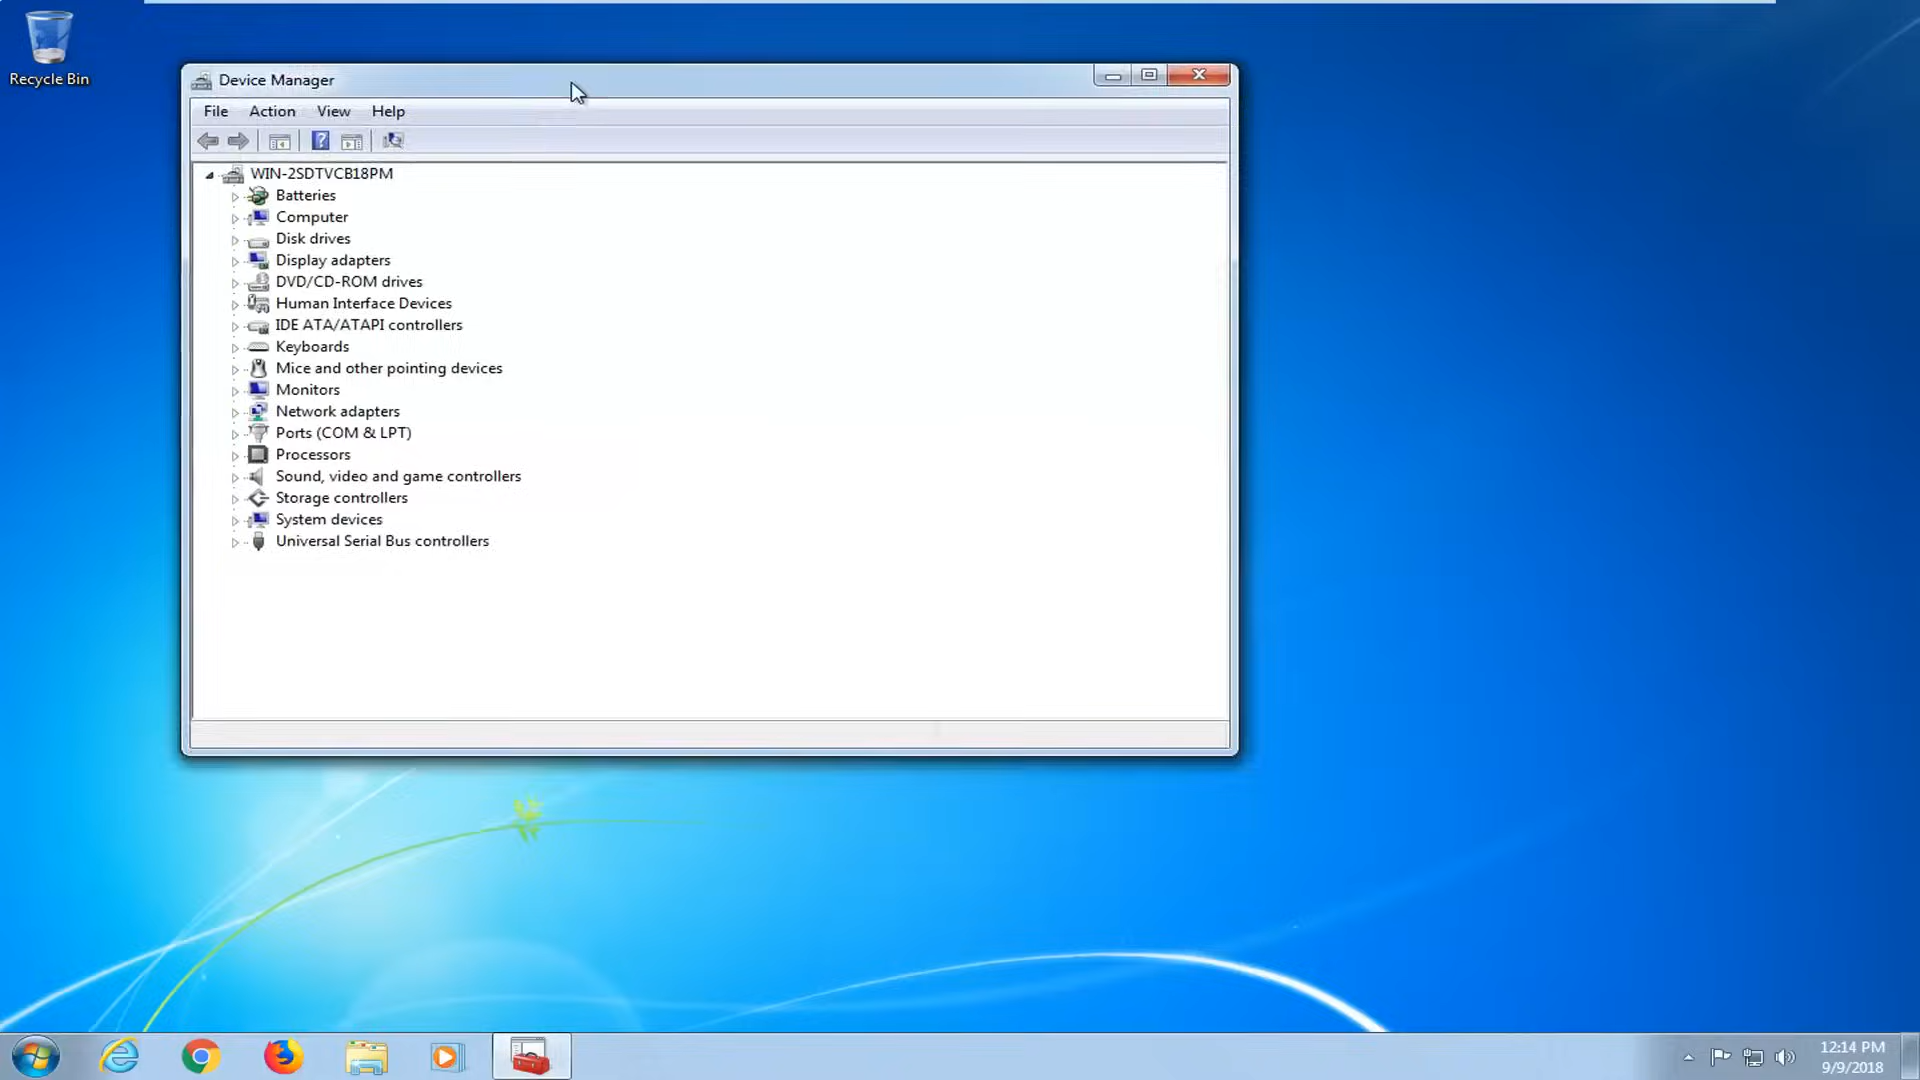 Recycle Bin
Device Manager
File Action View Help
WIN-2SDTVCB18PM
Batteries
Computer
Disk drives
Display adapters
DVD/CD-ROM drives
Human Interface Devices
IDE ATA/ATAPI controllers
Keyboards
Mice and other pointing devices
Monitors
Network adapters
Ports (COM & LPT)
Processors
Sound, video and game controllers
Storage controllers
System devices
Universal Serial Bus controllers
12:14 PM
9/9/2018